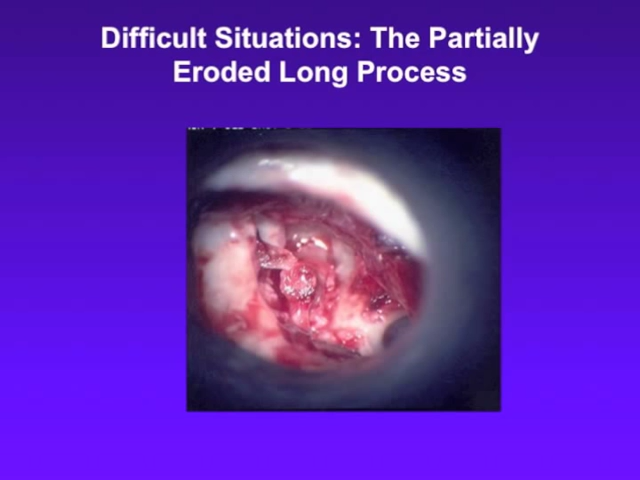 Difficult Situations: The Partially
Eroded Long Process